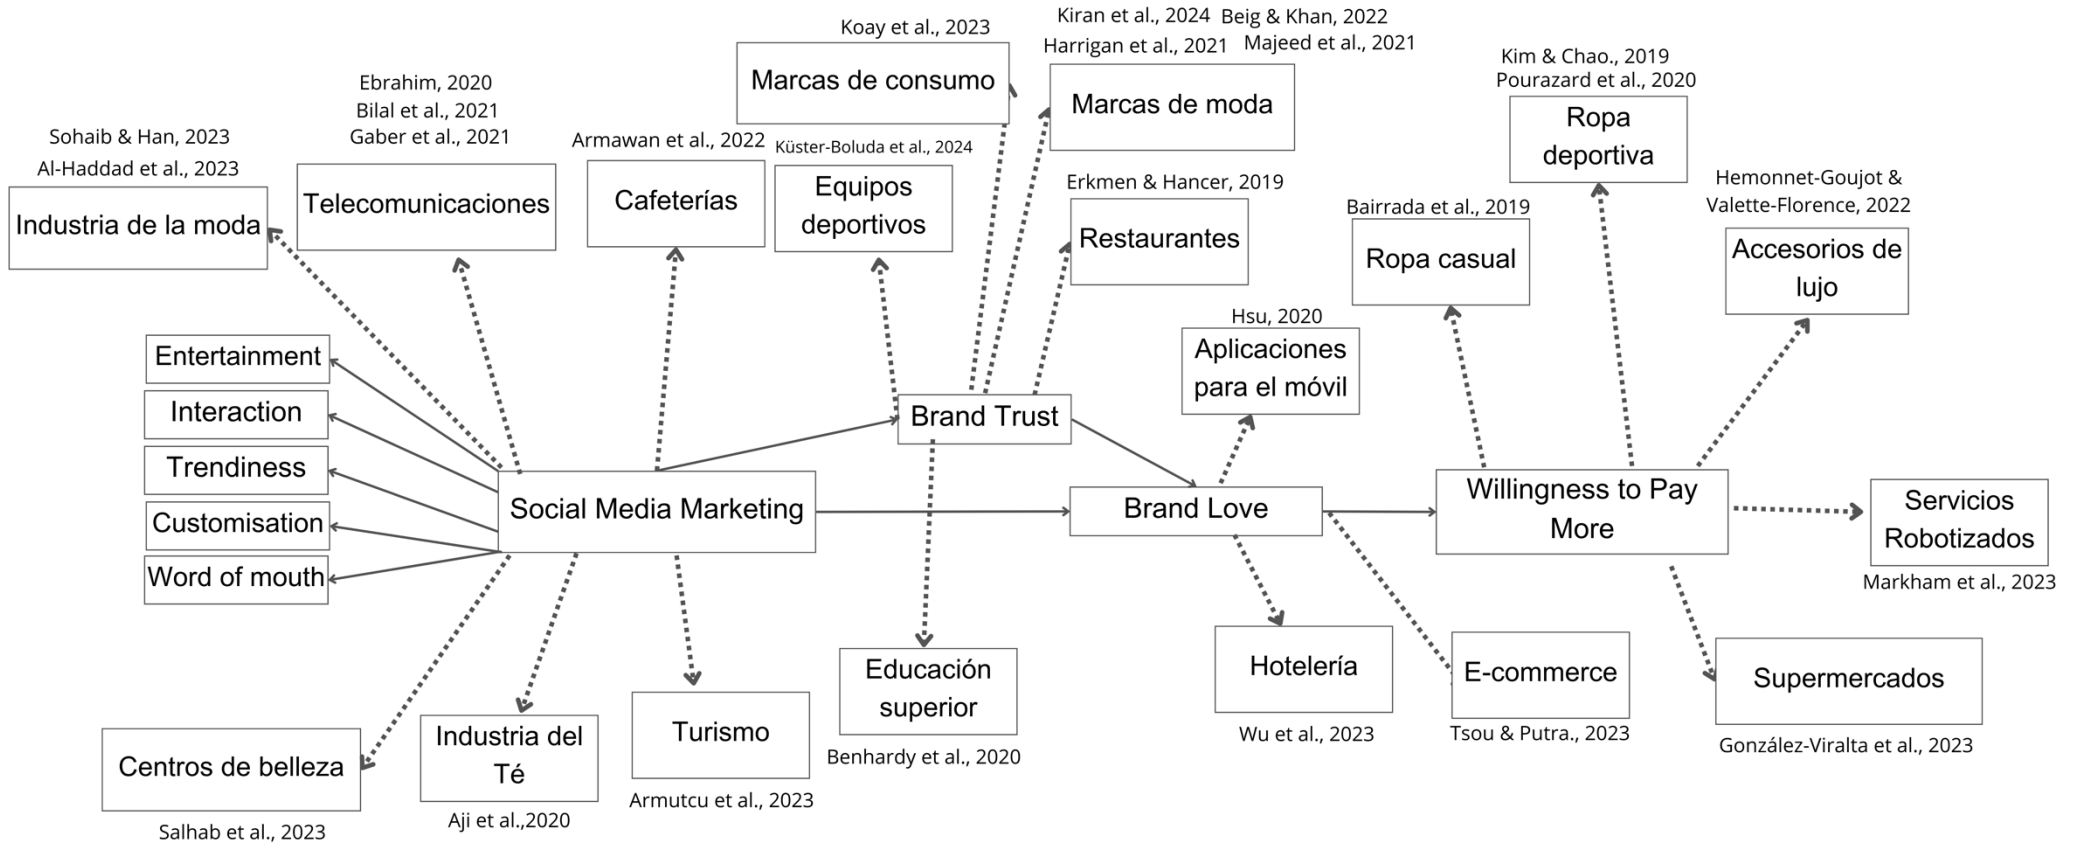 Koay et al., 2023
Kiran et al., 2024
Beig & Khan, 2022
Harrigan et al., 2021
Majeed et al., 2021
Kim & Chao., 2019
Pourazard et al., 2020
Marcas de consumo
Marcas de moda
Ropa
deportiva
Ebrahim, 2020
Bilal et al., 2021
Gaber et al., 2021
Sohaib & Han, 2023
Al-Haddad et al., 2023
Armawan et al., 2022
Küster-Boluda et al., 2024
Erkmen & Hancer, 2019
Bairrada et al., 2019
Hemonnet-Goujot &
Valette-Florence, 2022
Industria de la moda
Telecomunicaciones
Cafeterías
Equipos
deportivos
Restaurantes
Ropa casual
Accesorios de
lujo
Hsu, 2020
Aplicaciones
para el móvil
Entertainment
Interaction
Trendiness
Customisation
Word of mouth
Social Media Marketing
Brand Trust
Brand Love
Willingness to Pay
More
Servicios
Robotizados
Markham et al., 2023
Centros de belleza
Salhab et al., 2023
Industria del
Té
Aji et al.,2020
Turismo
Armutcu et al., 2023
Educación
superior
Benhardy et al., 2020
Hotelería
Wu et al., 2023
E-commerce
Tsou & Putra., 2023
Supermercados
González-Viralta et al., 2023